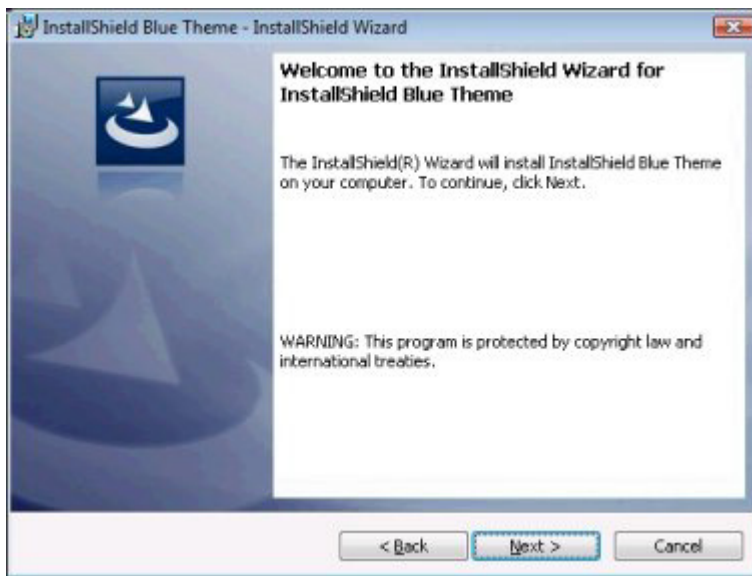 InstallShield Blue Theme - InstallShield Wizard
Welcome to the InstallShield Wizard for
InstallShield Blue Theme
The InstallShield(R) Wizard will install InstallShield Blue Theme
on your computer. To continue, click Next.
WARNING: This program is protected by copyright law and
international treaties.
< Back
Next >
Cancel